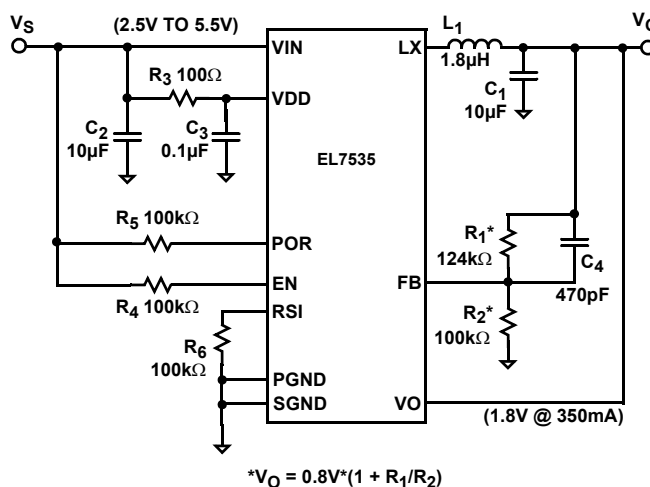 VS
(2.5V TO 5.5V)
VIN
LX
L1
1.8µH
VO
R3 100Ω
VDD
C2
10µF
C3
0.1µF
C1
10µF
EL7535
R5 100kΩ
POR
R1*
124kΩ
C4
470pF
R4 100kΩ
EN
FB
RSI
R2*
100kΩ
R6
100kΩ
PGND
SGND
VO
(1.8V @ 350mA)
*VO = 0.8V*(1 + R1/R2)